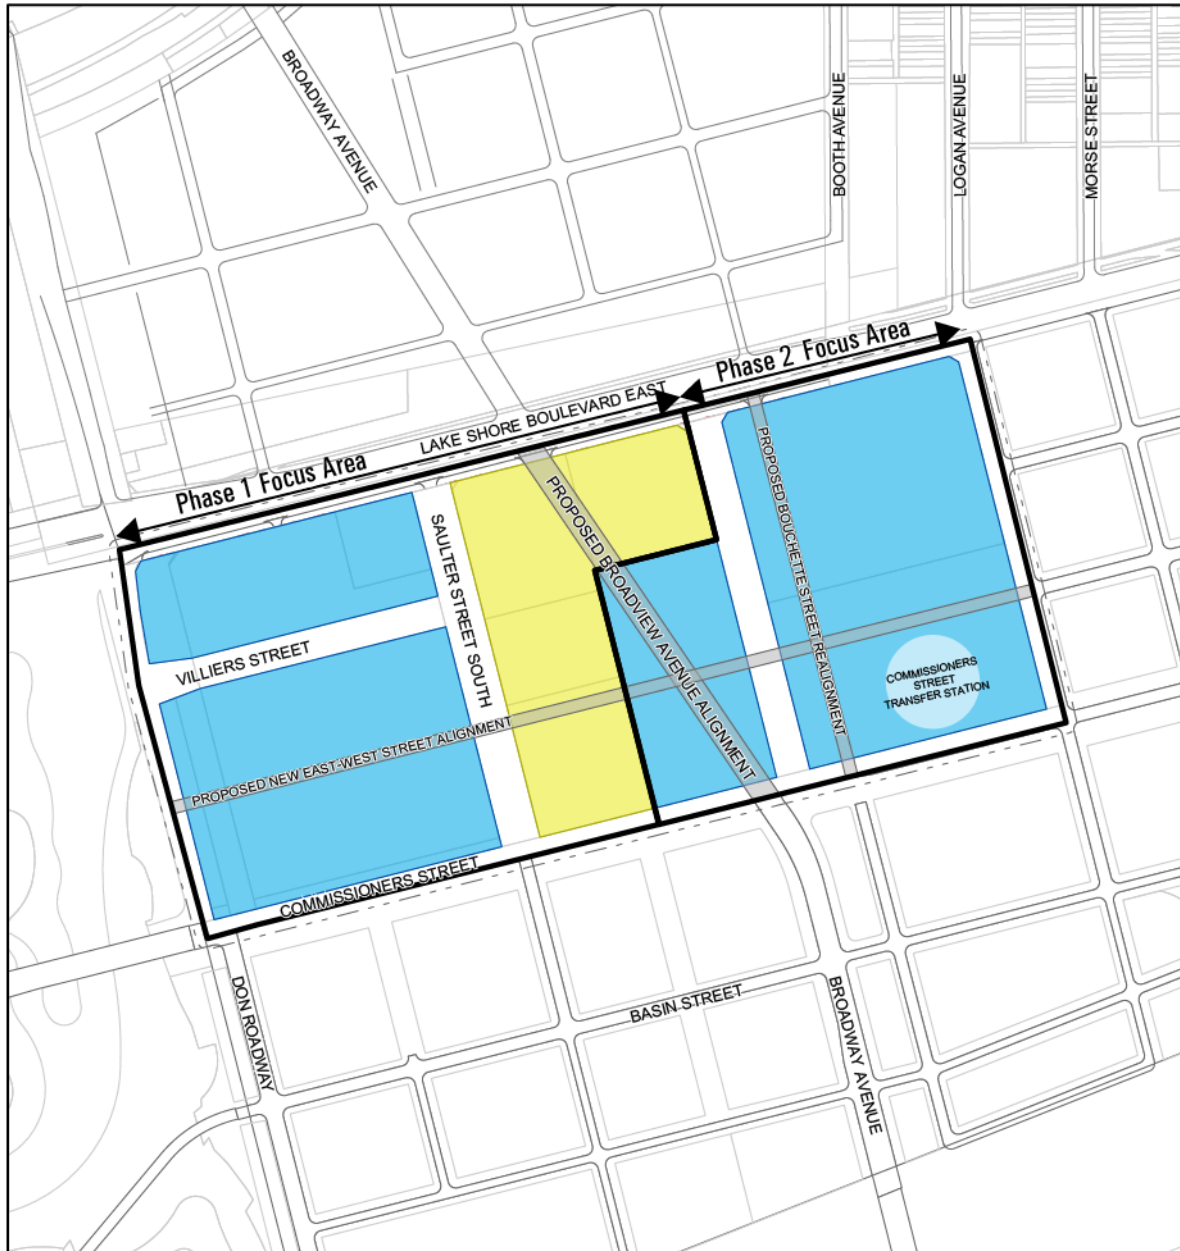 BROADWAY AVENUE
BOOTH AVENUE
LOGAN AVENUE
MORSE STREET
Phase 2 Focus Area
LAKE SHORE BOULEVARD EAST
Phase 1 Focus Area
PROPOSED BROADVIEW AVENUE ALIGNMENT
PROPOSED BOUCHETTE STREET REALIGNMENT
SAULTER STREET SOUTH
VILLIERS STREET
COMMISSIONERS
STREET
TRANSFER STATION
PROPOSED NEW EAST-WEST STREET ALIGNMENT
COMMISSIONERS STREET
DON ROADWAY
BASIN STREET
BROADWAY AVENUE